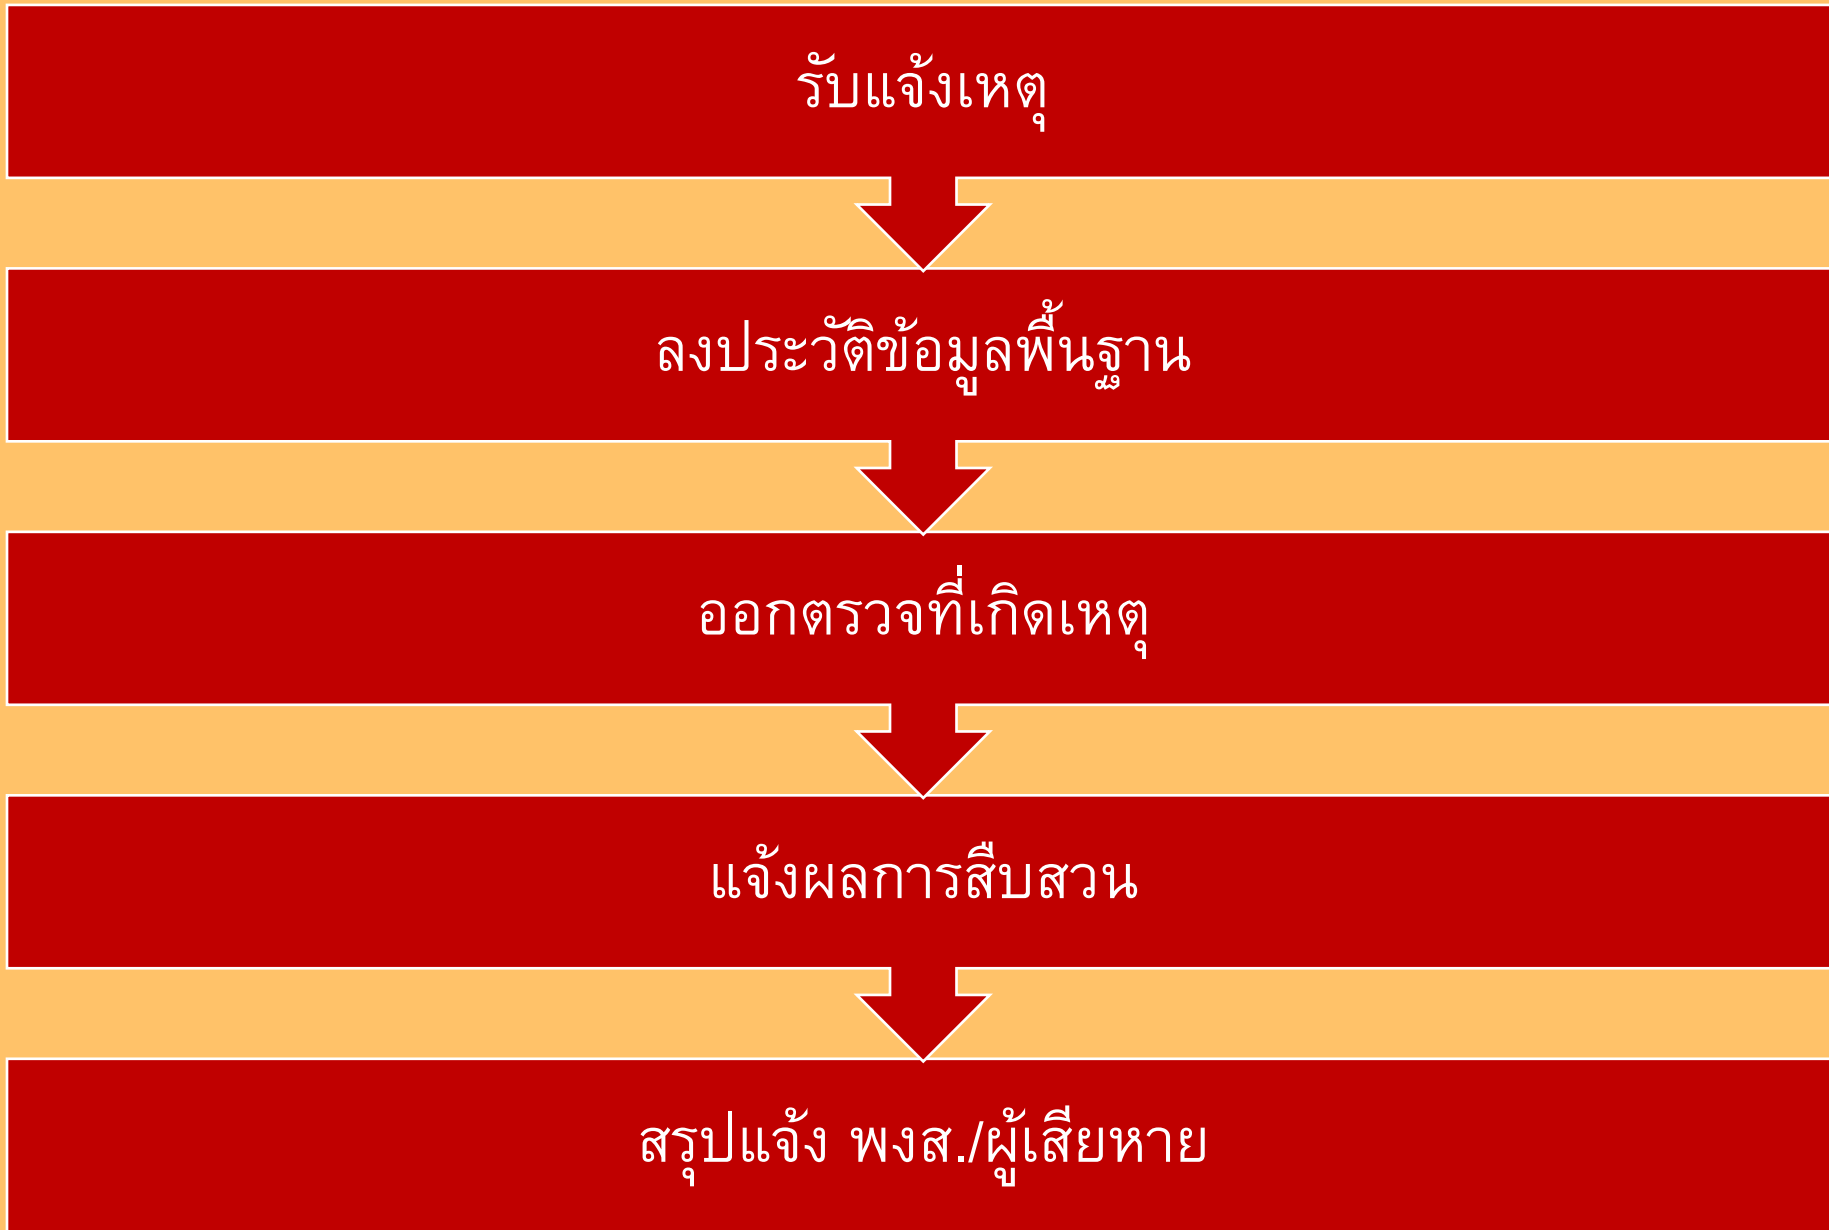 รับแจ้งเหตุ
ลงประวัติข้อมูลพื้นฐาน
ออกตรวจที่เกิดเหตุ
แจ้งผลการสืบสวน
สรุปแจ้ง พงส./ผู้เสียหาย